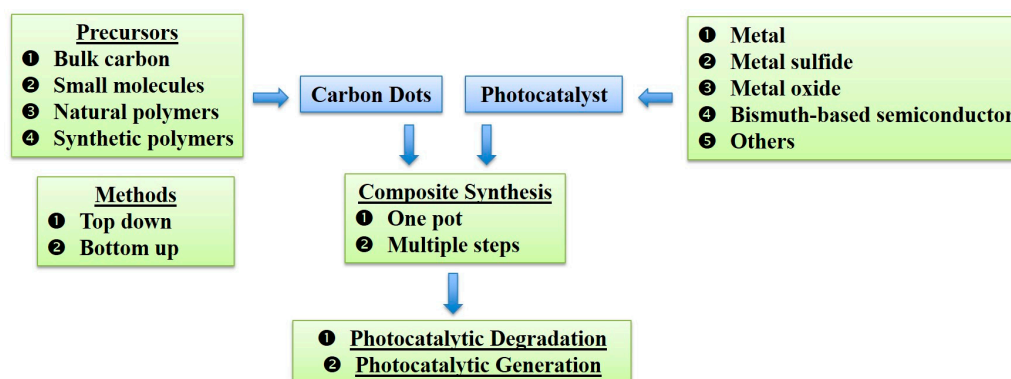 Precursors
❶ Bulk carbon
❷ Small molecules
❸ Natural polymers
❹ Synthetic polymers
Methods
❶ Top down
❷ Bottom up
Carbon Dots
Photocatalyst
❶ Metal
❷ Metal sulfide
❸ Metal oxide
❹ Bismuth-based semiconductor
❺ Others
Composite Synthesis
❶ One pot
❷ Multiple steps
❶ Photocatalytic Degradation
❷ Photocatalytic Generation